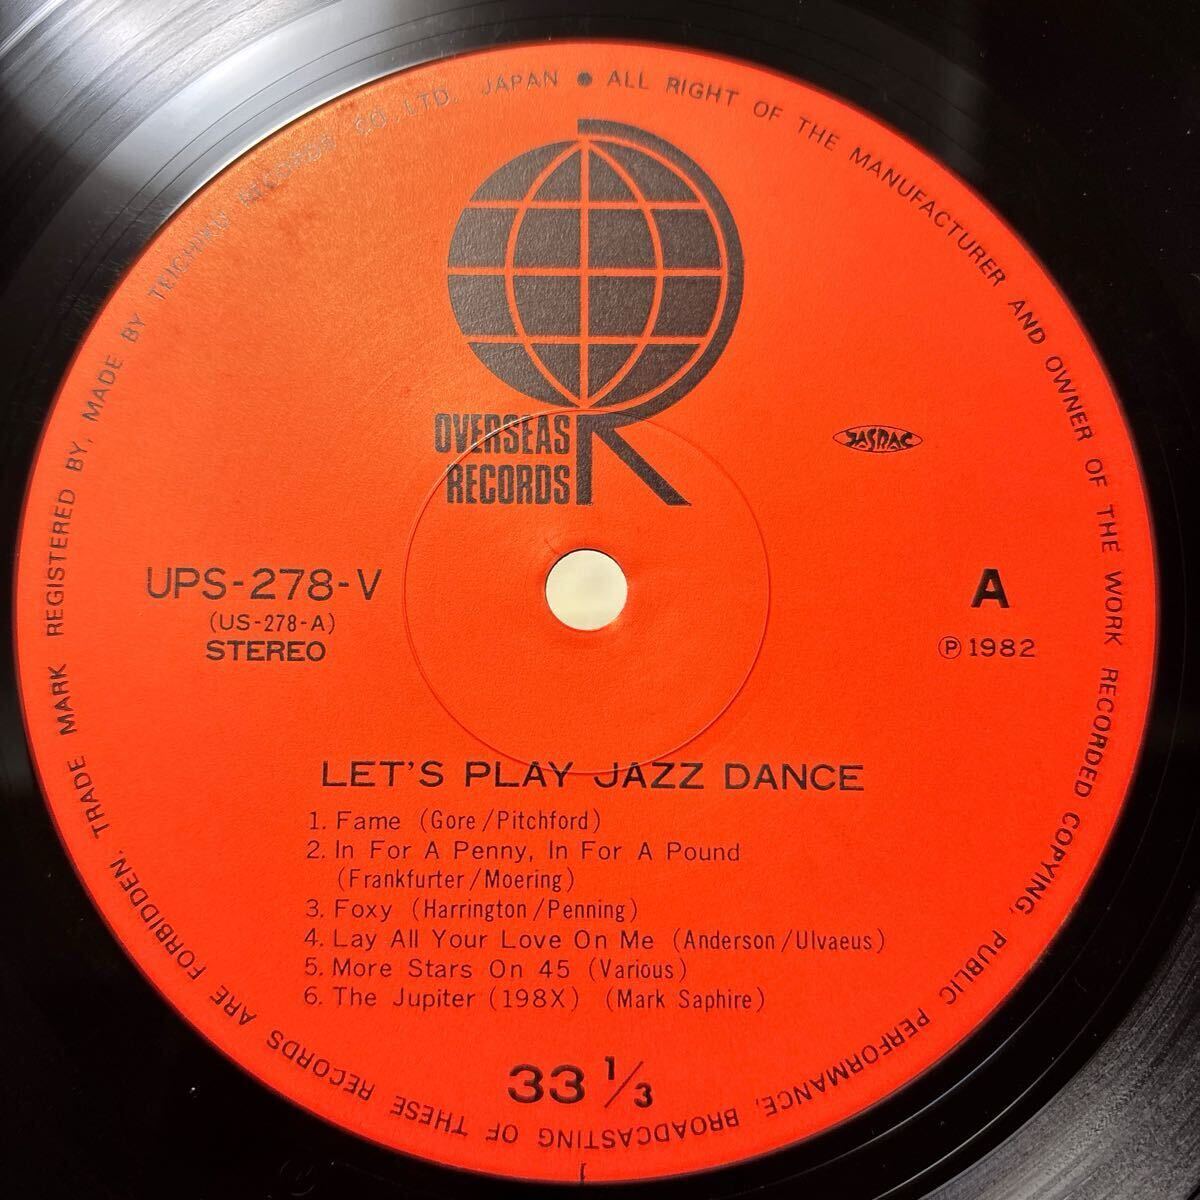 ALL RIGHT OF THE MANUFACTURER AND OWNER OF THE WORK RECORDED COPYING, PUBLIC PERFORMANCE, BROADCASTING OF THESE RECORDS ARE FORBIDDEN, TRADE MARK REGISTERED BY, MADE BY TEICHIKU RECORDS CO., LTD. JAPAN
R
OVERSEAS
RECORDS
JASRAC
UPS-278-V
(US-278-A)
STEREO
A
Ⓟ1982
LET'S PLAY JAZZ DANCE
1. Fame (Gore/Pitchford)
2. In For A Penny, In For A Pound
(Frankfurter/Moering)
3. Foxy (Harrington/Penning)
4. Lay All Your Love On Me (Anderson/Ulvaeus)
5. More Stars On 45 (Various)
6. The Jupiter (198X) (Mark Saphire)
33 1/3